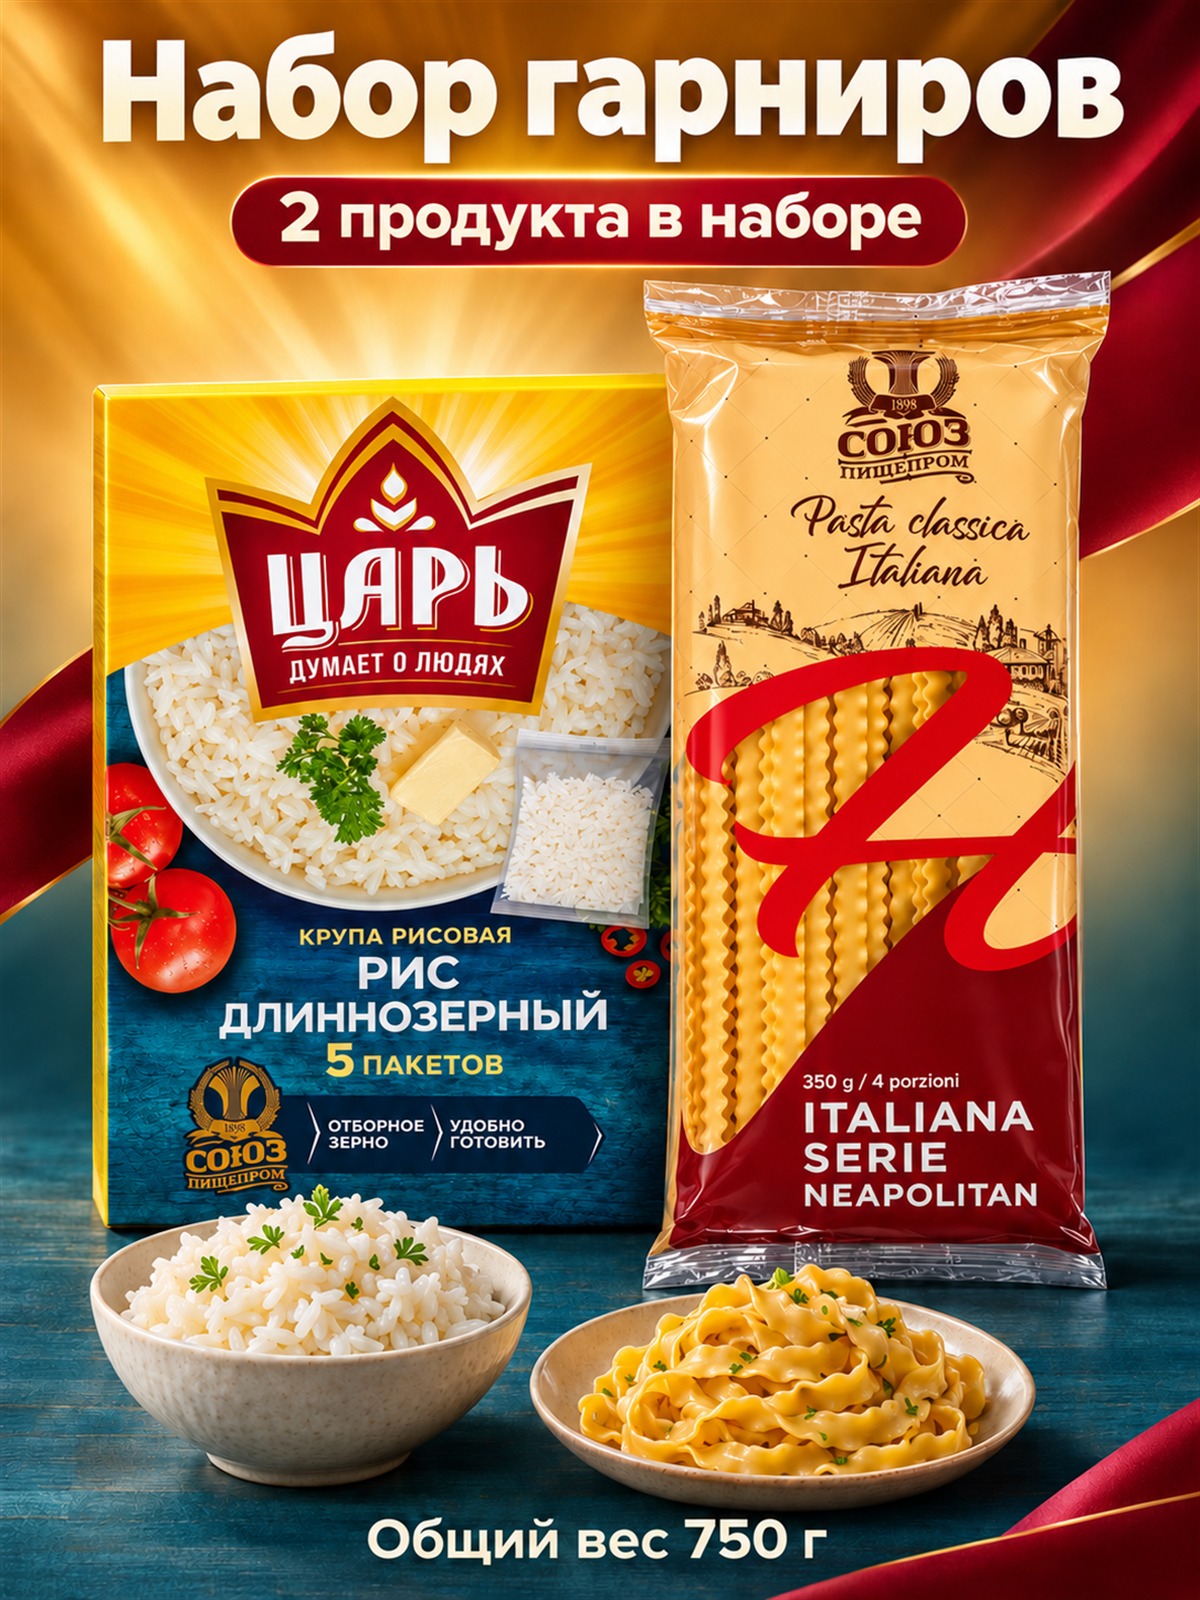 Набор гарниров
2 продукта в наборе
1898
СОЮЗ
ПИЩЕПРОМ
Pasta classica
Italiana
ЦАРЬ
ДУМАЕТ О ЛЮДЯХ
КРУПА РИСОВАЯ
РИС
ДЛИННОЗЕРНЫЙ
5 ПАКЕТОВ
1898
СОЮЗ
ПИЩЕПРОМ
ОТБОРНОЕ
ЗЕРНО
УДОБНО
ГОТОВИТЬ
350 g / 4 porzioni
ITALIANA
SERIE
NEAPOLITAN
Общий вес 750 г